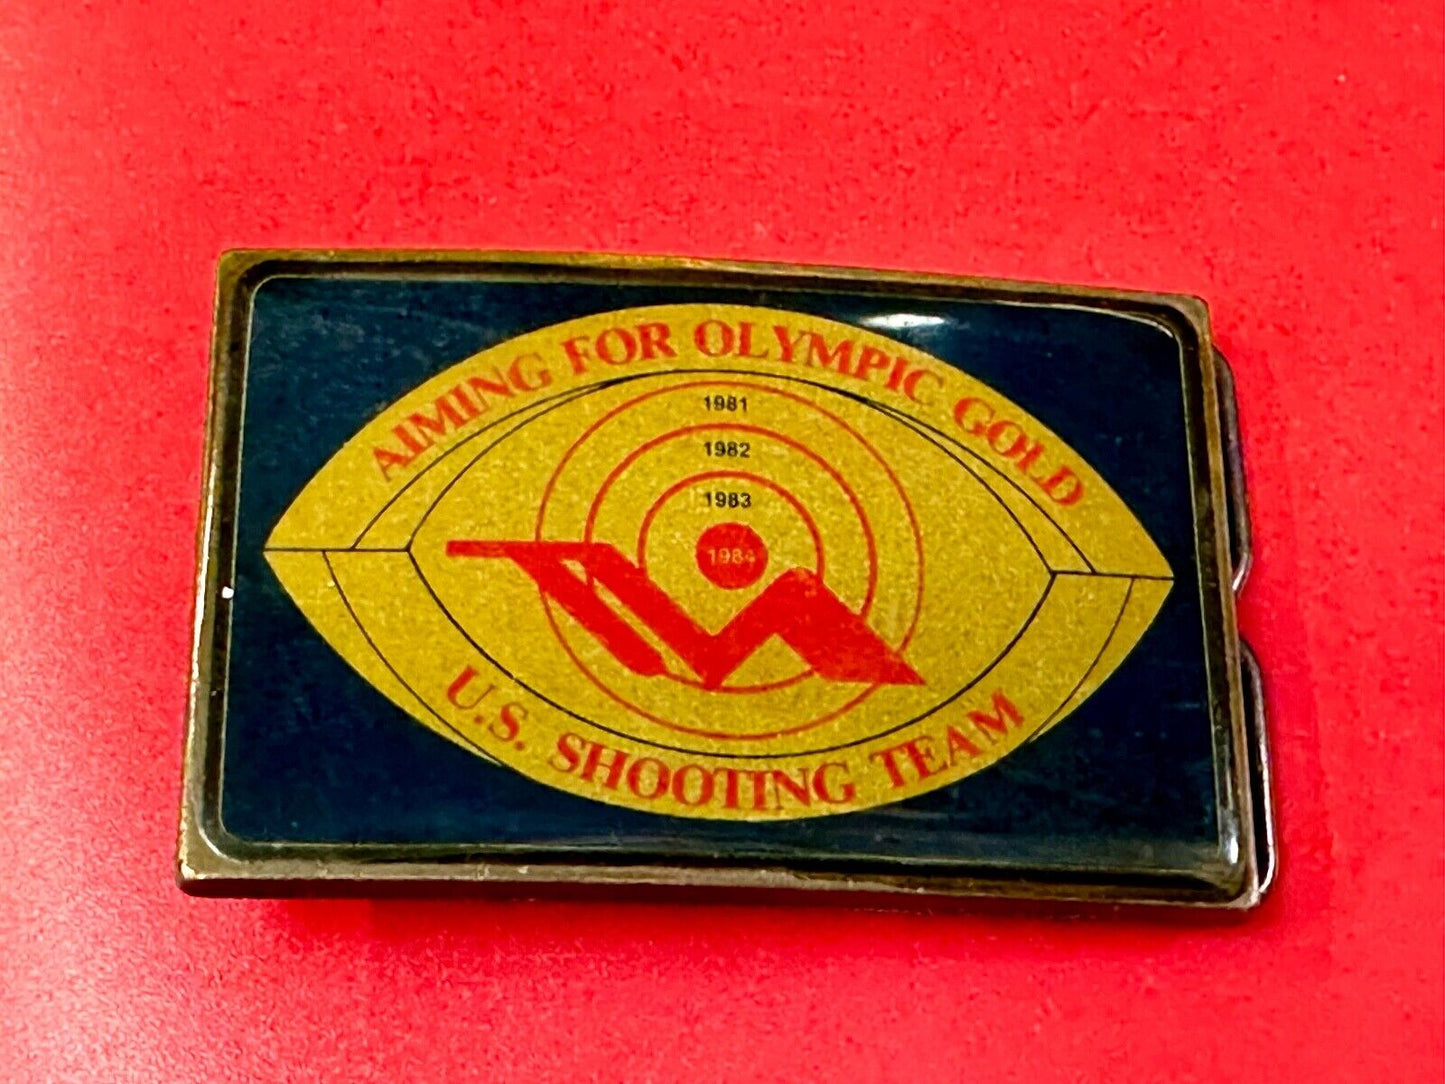 AIMING FOR OLYMPIC GOLD
1981
1982
1983
1984
U.S. SHOOTING TEAM